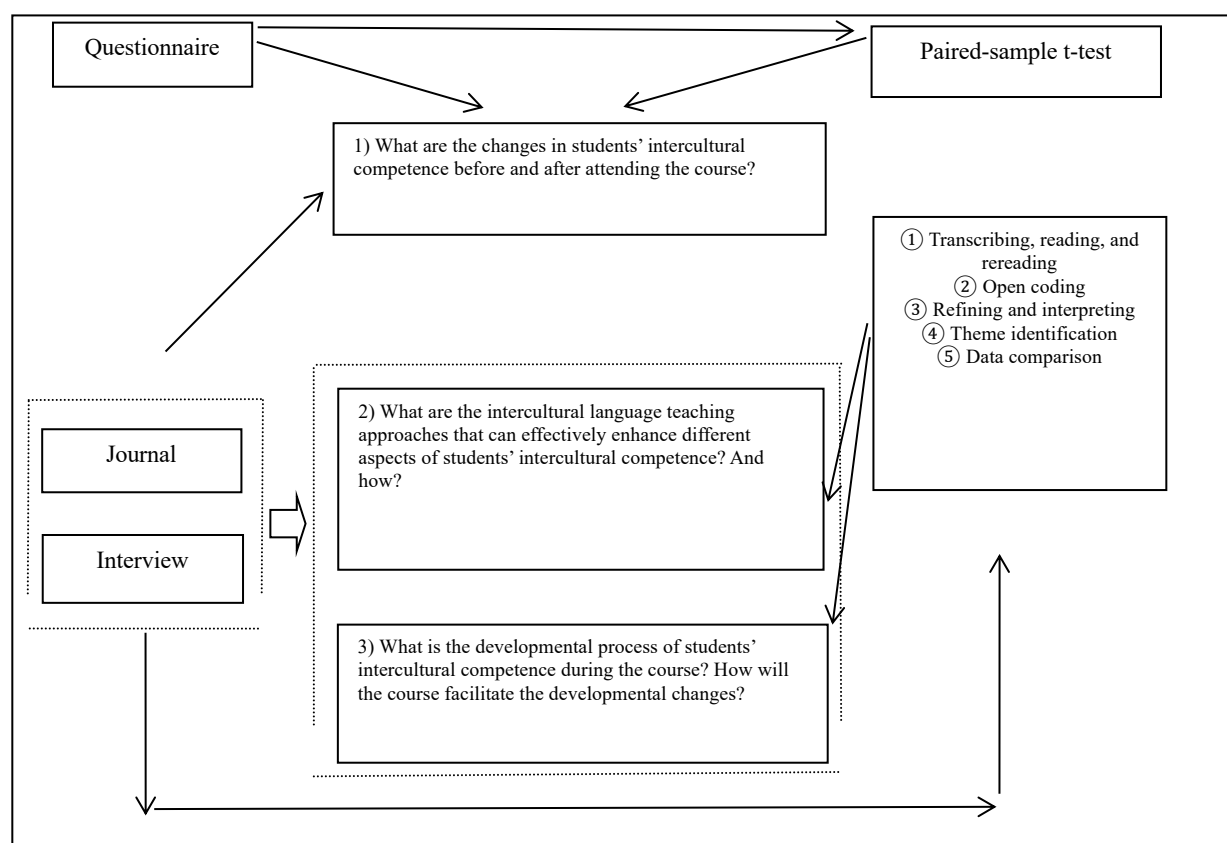 Questionnaire
Paired-sample t-test
1) What are the changes in students’ intercultural
competence before and after attending the course?
① Transcribing, reading, and
rereading
② Open coding
③ Refining and interpreting
④ Theme identification
⑤ Data comparison
Journal
Interview
2) What are the intercultural language teaching
approaches that can effectively enhance different
aspects of students’ intercultural competence? And
how?
3) What is the developmental process of students’
intercultural competence during the course? How will
the course facilitate the developmental changes?